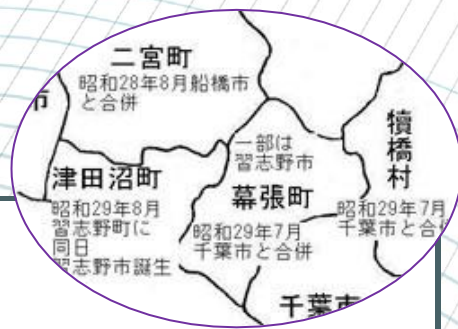 二宮町
昭和28年8月船橋市
と合併
市
一部は
習志野市
犢橋村
津田沼町
昭和29年8月
習志野町に
同日
習志野市誕生
幕張町
昭和29年7月
千葉市と合併
昭和29年7月
千葉市と合
千葉市